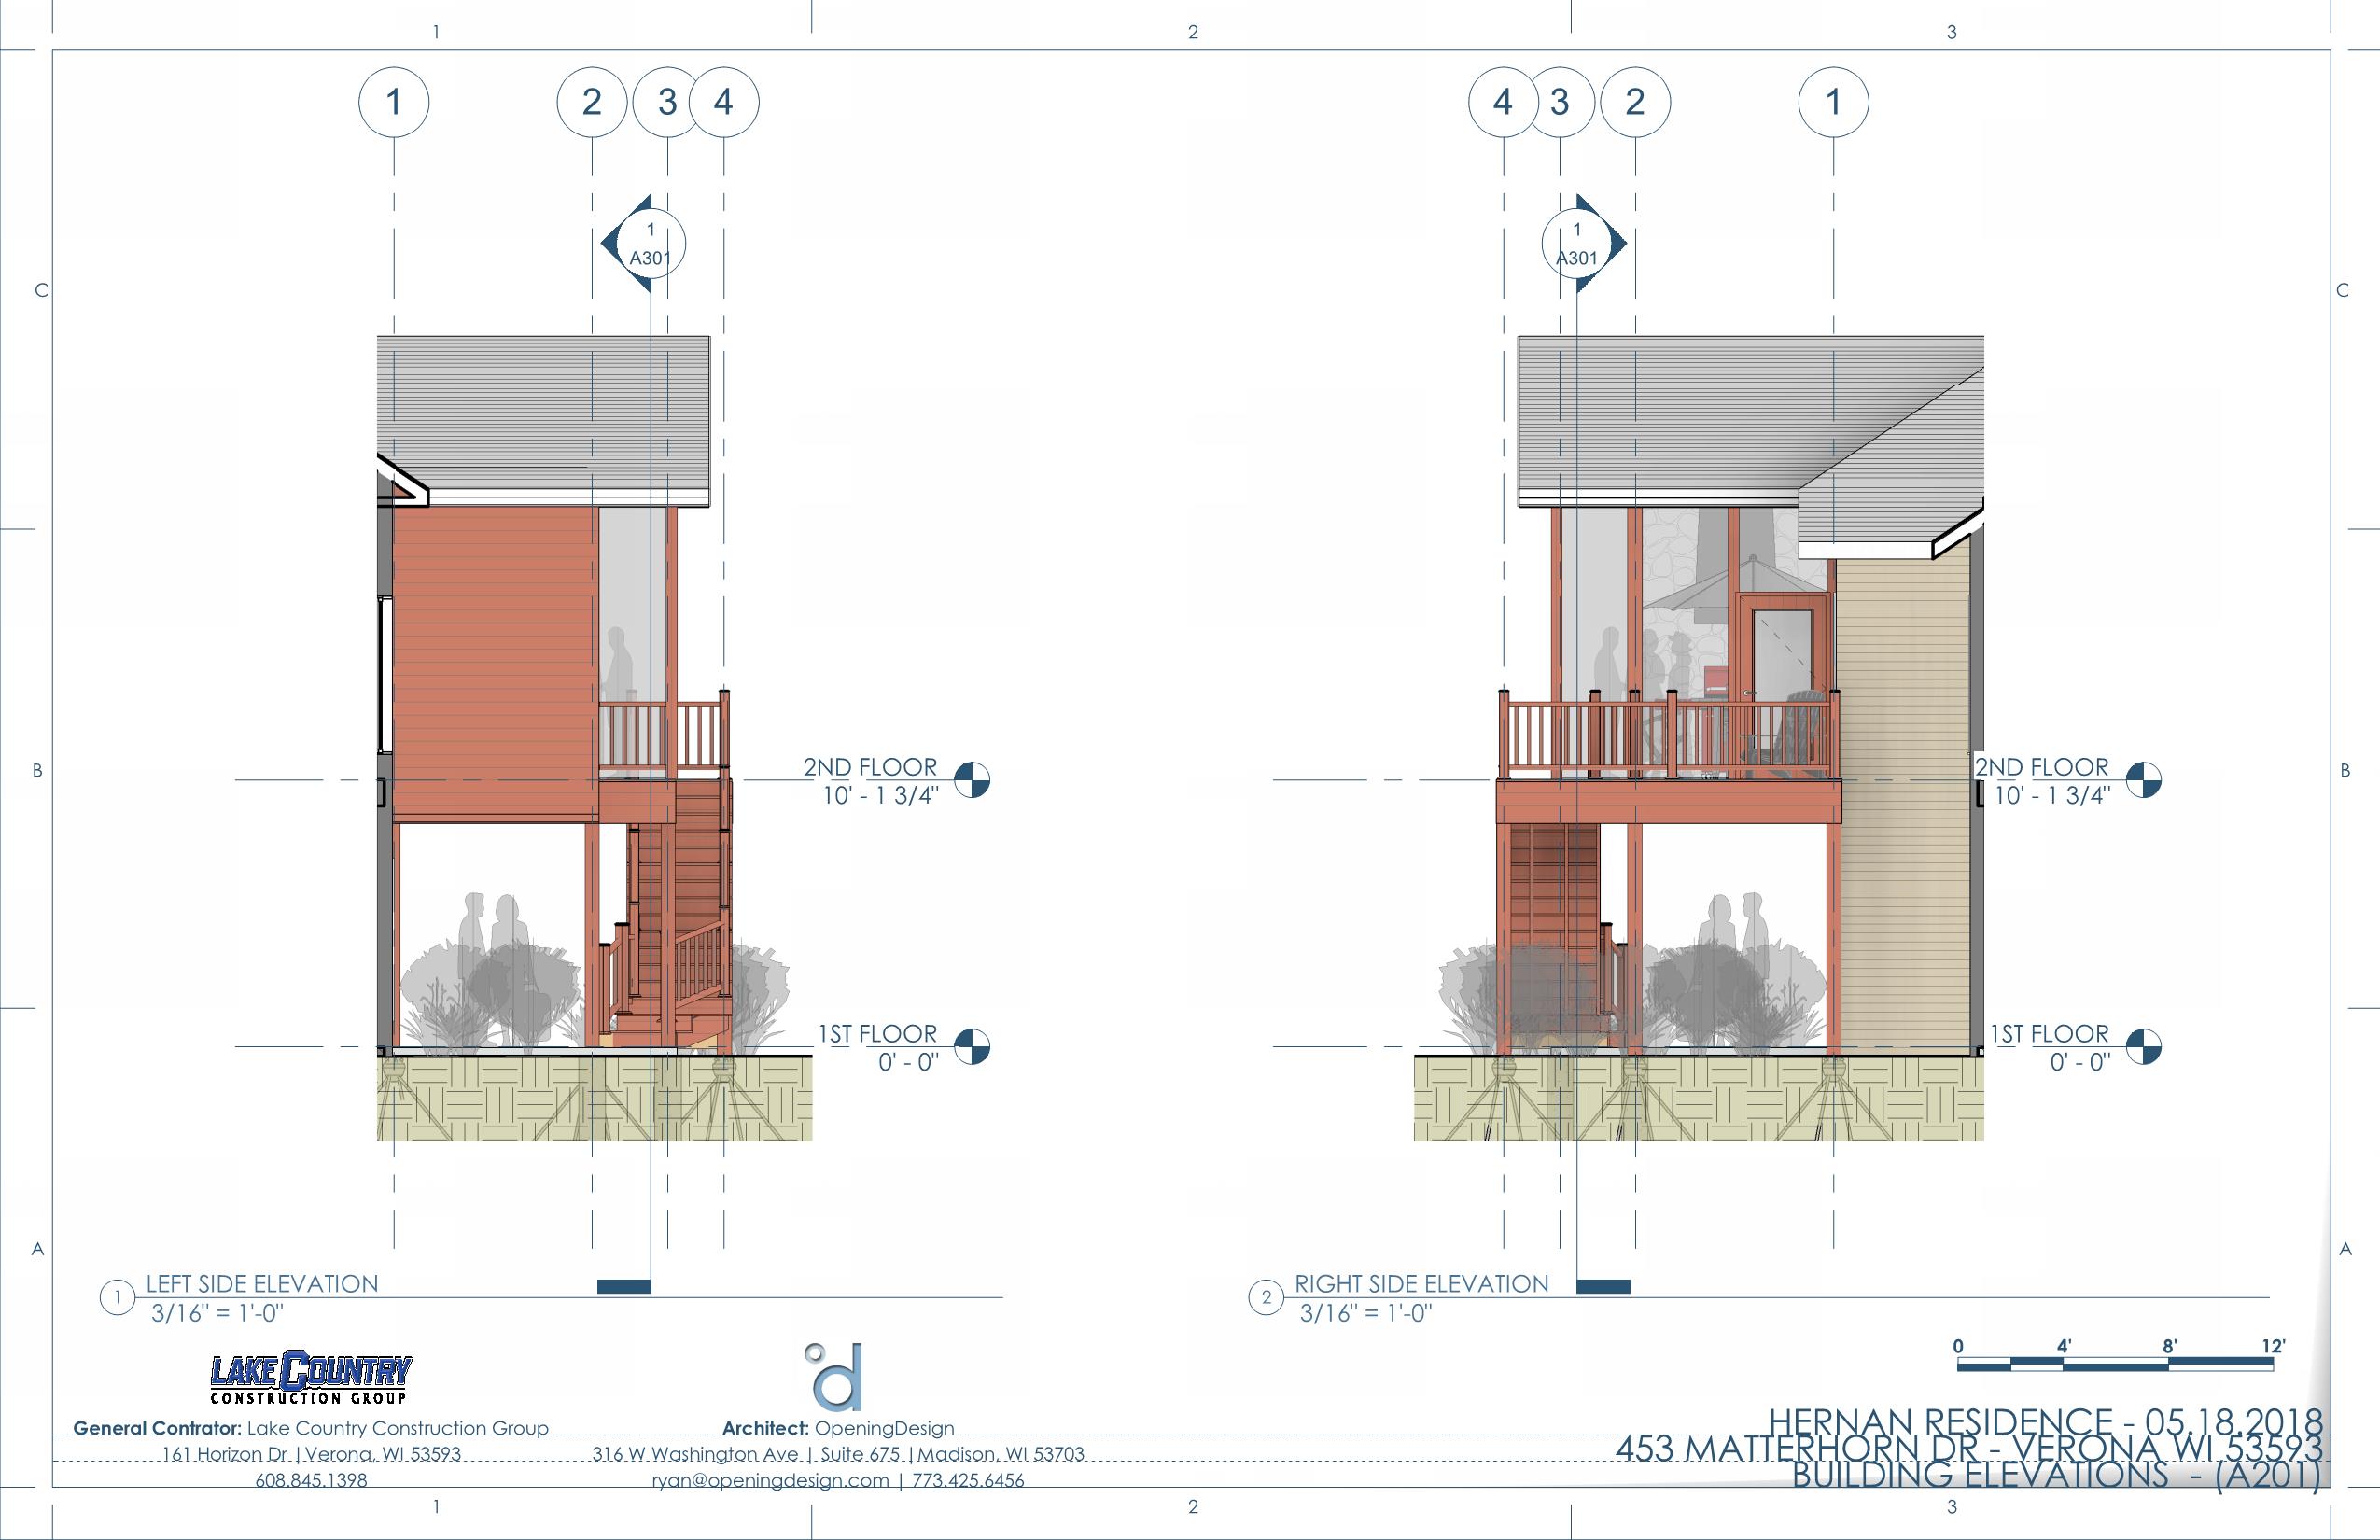 1 2 3
1 2 3 4
4 3 2 1
1
A301
1
A301
C C
B B
2ND FLOOR
10' - 1 3/4"
2ND FLOOR
10' - 1 3/4"
1ST FLOOR
0' - 0"
1ST FLOOR
0' - 0"
A A
1 LEFT SIDE ELEVATION
3/16" = 1'-0"
2 RIGHT SIDE ELEVATION
3/16" = 1'-0"
0 4' 8' 12'
LAKE COUNTRY
CONSTRUCTION GROUP
d
General Contrator: Lake Country Construction Group
161 Horizon Dr | Verona, WI 53593
608.845.1398
Architect: OpeningDesign
316 W Washington Ave | Suite 675 | Madison, WI 53703
ryan@openingdesign.com | 773.425.6456
HERNAN RESIDENCE - 05.18.2018
453 MATTERHORN DR - VERONA WI 53593
BUILDING ELEVATIONS - (A201)
1 2 3